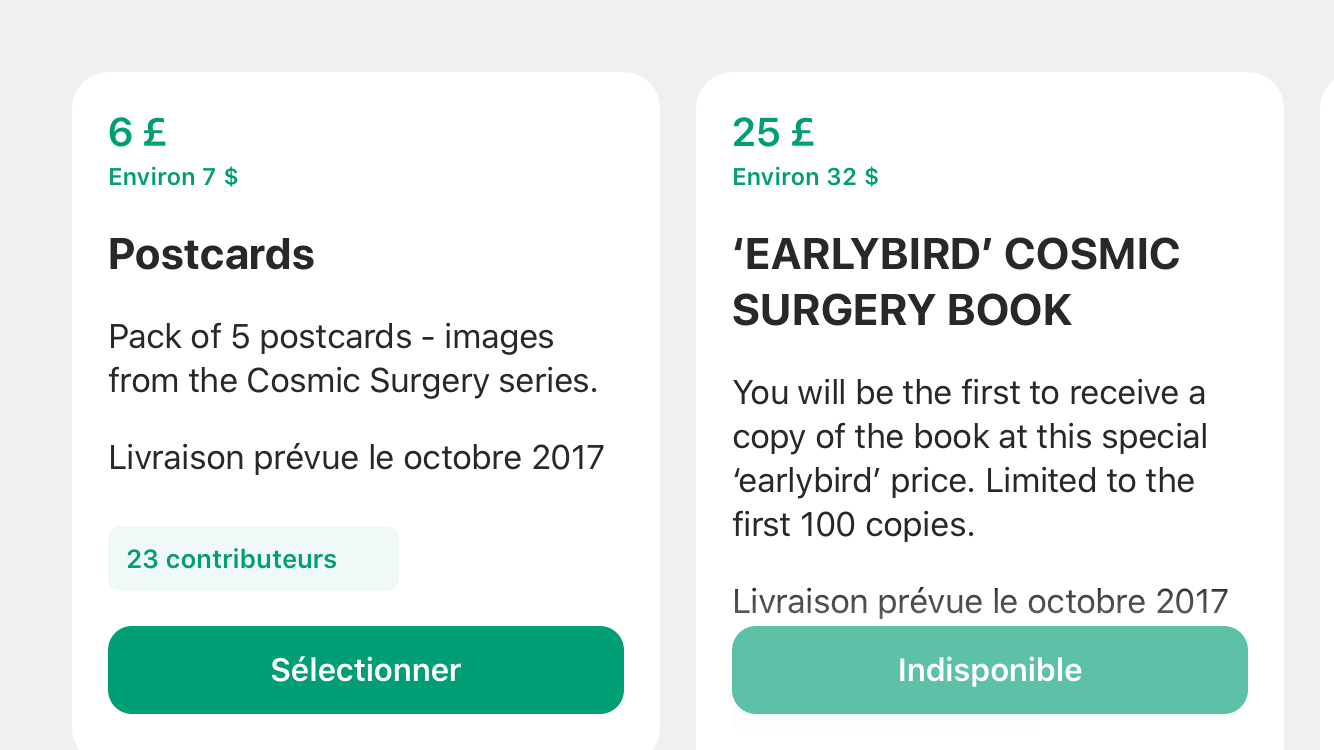 6 £
Environ 7 $
Postcards
Pack of 5 postcards - images
from the Cosmic Surgery series.
Livraison prévue le octobre 2017
23 contributeurs
Sélectionner
25 £
Environ 32 $
‘EARLYBIRD’ COSMIC
SURGERY BOOK
You will be the first to receive a
copy of the book at this special
‘earlybird’ price. Limited to the
first 100 copies.
Livraison prévue le octobre 2017
Indisponible